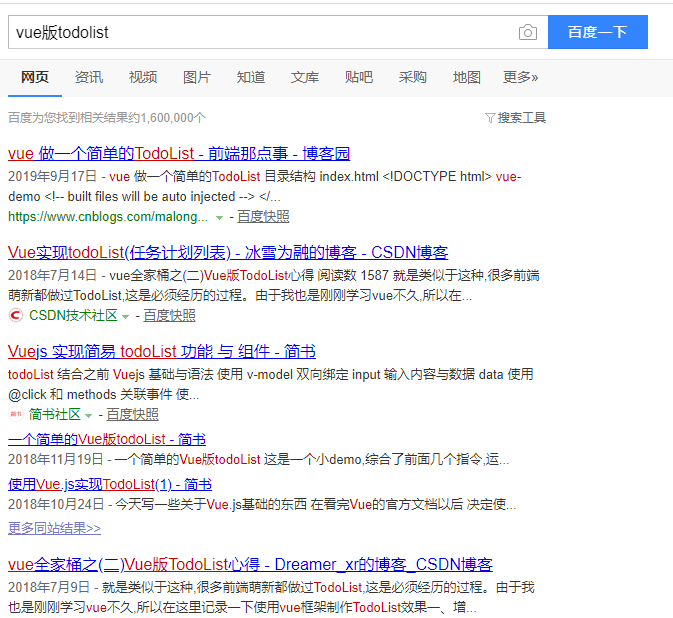 vue版todolist
百度一下
网页 资讯 视频 图片 知道 文库 贴吧 采购 地图 更多»
百度为您找到相关结果约1,600,000个 搜索工具
vue 做一个简单的TodoList - 前端那点事 - 博客园
2019年9月17日 - vue 做一个简单的TodoList 目录结构 index.html <!DOCTYPE html> vue-
demo <!-- built files will be auto injected --> </...
https://www.cnblogs.com/malong... - 百度快照
Vue实现todoList(任务计划列表) - 冰雪为融的博客 - CSDN博客
2018年7月14日 - vue全家桶之(二)Vue版TodoList心得 阅读数 1587 就是类似于这种,很多前端
萌新都做过TodoList,这是必须经历的过程。由于我也是刚刚学习vue不久,所以在...
CSDN技术社区 - 百度快照
Vuejs 实现简易 todoList 功能 与 组件 - 简书
todoList 结合之前 Vuejs 基础与语法 使用 v-model 双向绑定 input 输入内容与数据 data 使用
@click 和 methods 关联事件 使...
简书社区 - 百度快照
一个简单的Vue版todoList - 简书
2018年11月19日 - 一个简单的Vue版todolist 这是一个小demo,综合了前面几个指令,运...
使用Vue.js实现TodoList(1) - 简书
2018年10月24日 - 今天写一些关于Vue.js基础的东西 在看完Vue的官方文档以后 决定使...
更多同站结果>>
vue全家桶之(二)Vue版TodoList心得 - Dreamer_xr的博客_CSDN博客
2018年7月9日 - 就是类似于这种,很多前端萌新都做过TodoList,这是必须经历的过程。由于我
也是刚刚学习vue不久,所以在这里记录一下使用vue框架制作TodoList效果一、增...